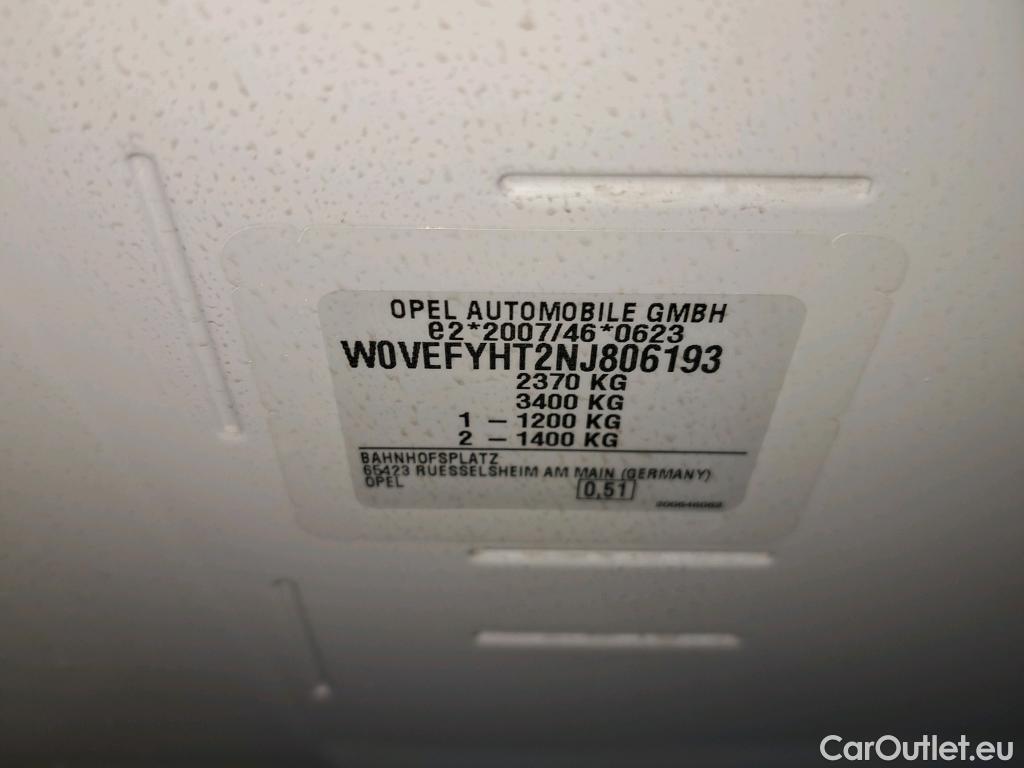 OPEL AUTOMOBILE GMBH
e2*2007/46*0623
W0VEFYHT2NJ806193
2370 KG
3400 KG
1 – 1200 KG
2 – 1400 KG
BAHNHOFSPLATZ
65423 RUESSELSHEIM AM MAIN (GERMANY)
OPEL
0,51
CarOutlet.eu